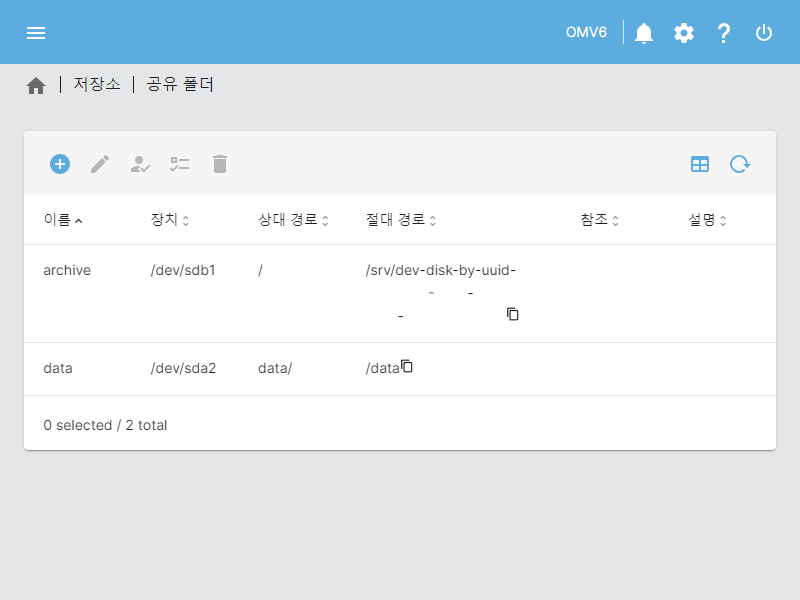 OMV6
저장소 | 공유 폴더
이름 장치 상대 경로 절대 경로 참조 설명
archive /dev/sdb1 / /srv/dev-disk-by-uuid-
- -
-
data /dev/sda2 data/ /data
0 selected / 2 total